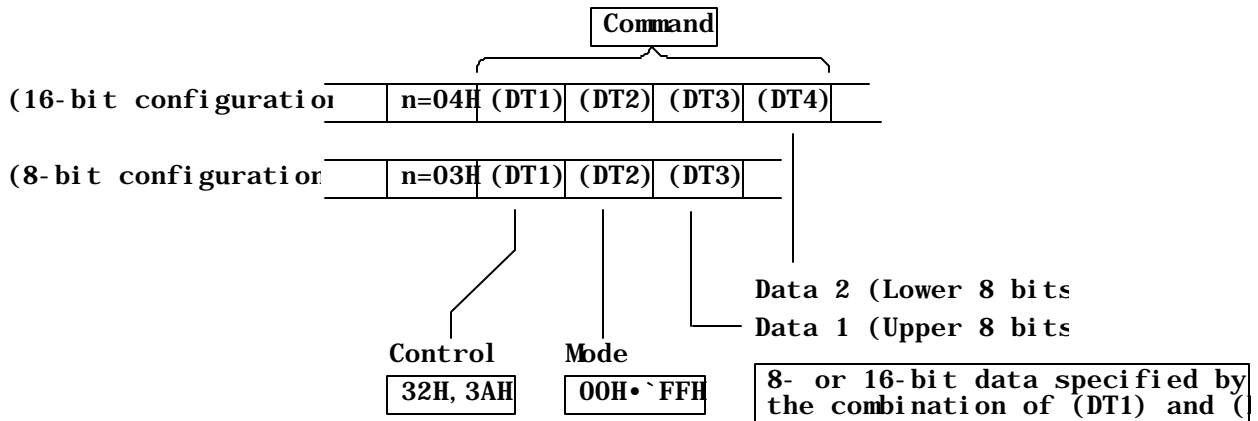 Command
(16-bit configuration n=04H (DT1) (DT2) (DT3) (DT4)
(8-bit configuration n=03H (DT1) (DT2) (DT3)
Data 2 (Lower 8 bits
Data 1 (Upper 8 bits
Control Mode
32H, 3AH 00H•`FFH
8- or 16-bit data specified by
the combination of (DT1) and (